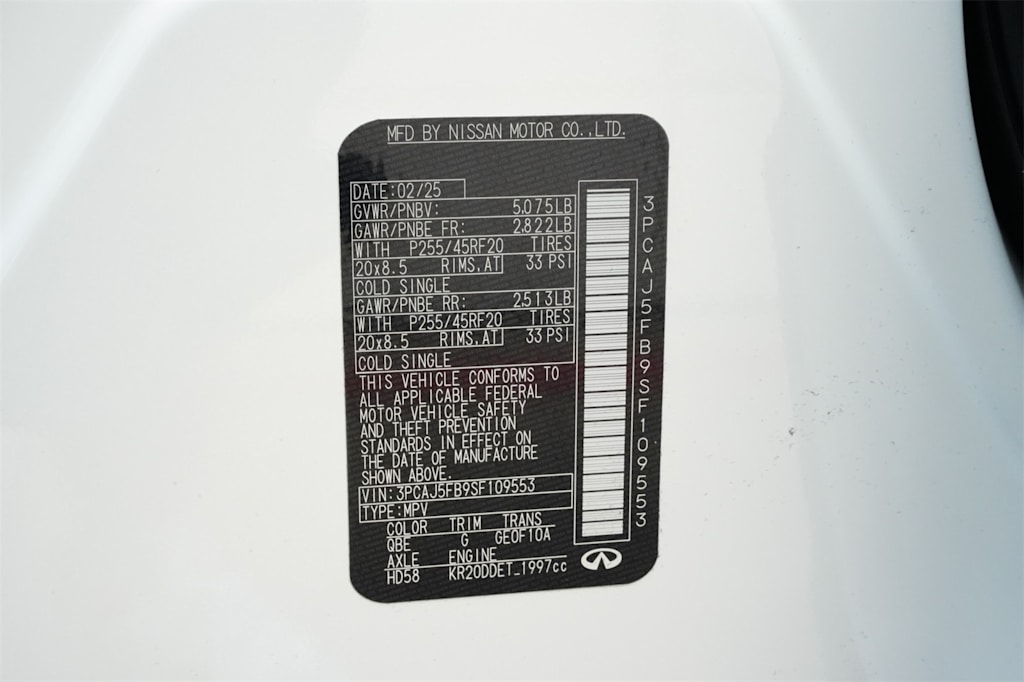 MFD BY NISSAN MOTOR CO.,LTD.
DATE:02/25
GVWR/PNBV: 5,075LB
GAWR/PNBE FR: 2,822LB
WITH P255/45RF20 TIRES
20x8.5 RIMS.AT 33 PSI
COLD SINGLE
GAWR/PNBE RR: 2,513LB
WITH P255/45RF20 TIRES
20x8.5 RIMS.AT 33 PSI
COLD SINGLE
THIS VEHICLE CONFORMS TO
ALL APPLICABLE FEDERAL
MOTOR VEHICLE SAFETY
AND THEFT PREVENTION
STANDARDS IN EFFECT ON
THE DATE OF MANUFACTURE
SHOWN ABOVE.
VIN:3PCAJ5FB9SF109553
TYPE:MPV
COLOR TRIM TRANS
QBE G GE0F10A
AXLE ENGINE
HD58 KR20DDET_1997cc
3PCAJ5FB9SF109553